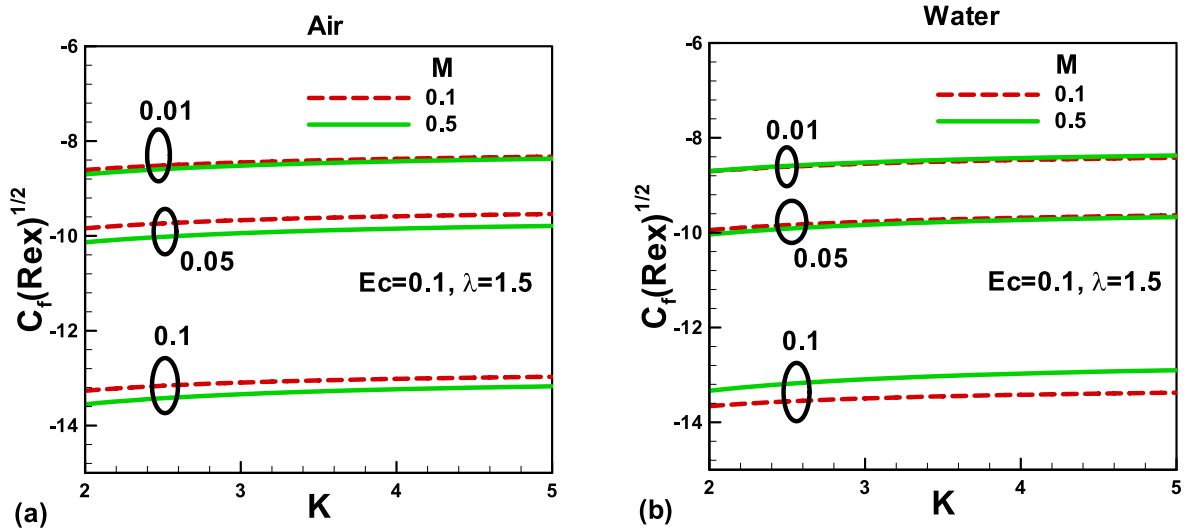 Air
-6
-8
-10
-12
-14
C_f(Rex)^1/2
M
0.1
0.5
0.01
0.05
Ec=0.1, λ=1.5
0.1
2
3
4
5
K
(a)
Water
-6
-8
-10
-12
-14
C_f(Rex)^1/2
M
0.1
0.5
0.01
0.05
Ec=0.1, λ=1.5
0.1
2
3
4
5
K
(b)